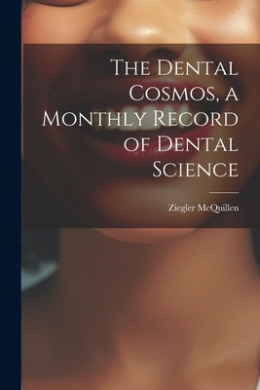 The Dental
Cosmos, a
Monthly Record
of Dental
Science
Ziegler McQuillen